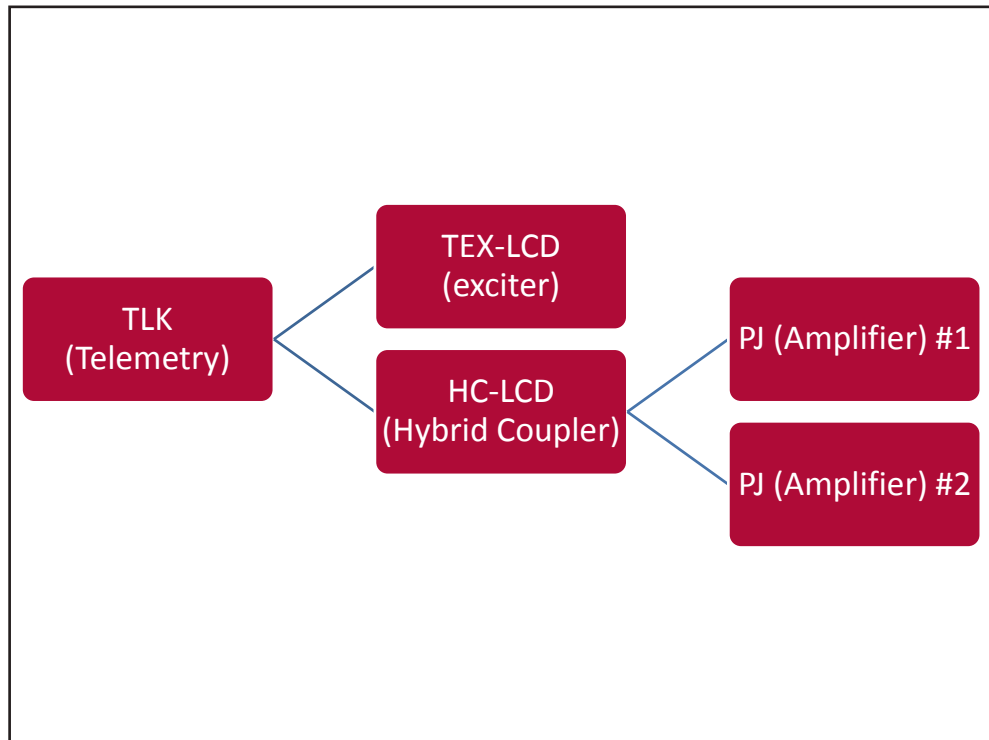 TLK
(Telemetry)
TEX-LCD
(exciter)
HC-LCD
(Hybrid Coupler)
PJ (Amplifier) #1
PJ (Amplifier) #2